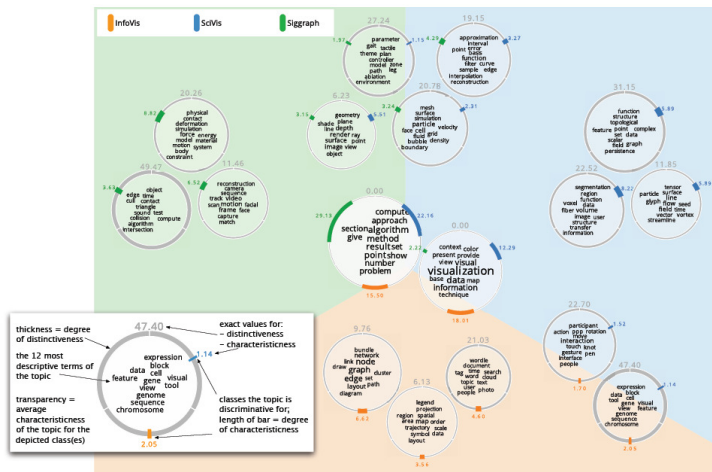 InfoVis
SciVis
Siggraph
27.24
1.97
1.15
parameter
gait tactile
theme plan
controller
model zone
path leg
ablation
environment
19.15
4.29
3.27
approximation
interval
point error
basis
function
filter curve
sample edge
interpolation
reconstruction
20.26
6.82
physical
contact
deformation
simulation
force energy
model material
motion system
body
constraint
6.23
3.15
5.51
geometry
plane
shade
line depth
render ray
surface point
image view
object
20.78
3.24
2.31
mesh
surface
simulation
particle
velocity
face cell grid
fluid
bubble density
boundary
31.15
5.89
function
structure
topological
feature point complex
set data
scalar
field graph
persistence
49.47
3.63
object
edge time
cull contact
triangle
sound test
collision compute
algorithm
intersection
11.46
6.52
reconstruction
camera
sequence
track video
scan motion facial
frame face
capture
match
22.52
8.22
segmentation
region
function
voxel data
fiber volume
image user
structure
transfer
information
11.85
5.99
tensor
surface
particle line
glyph flow seed
field time
vector vortex
streamline
0.00
29.13
22.16
15.30
compute
approach
section algorithm
give method
result set
point show
number
problem
0.00
2.22
12.29
18.01
context color
present provide
view visual
visualization
base data map
information
technique
47.40
thickness = degree
of distinctiveness
the 12 most
descriptive terms of
the topic
transparency =
average
characteristicness
of the topic for the
depicted class(es)
expression
block
data cell
feature gene visual
view tool
genome
sequence
chromosome
1.14
2.05
exact values for:
- distinctiveness
- characteristicness
classes the topic is
discriminative for;
length of bar = degree
of characteristicness
9.76
6.63
bundle
network
link node
draw graph
edge set cluster
layout path
diagram
6.13
5.54
legend
projection
region spatial
area map order
trajectory scale
symbol data
layout
21.03
4.60
wordle
document
tag time search
word cloud
topic text
user photo
people
22.70
1.52
1.70
participant
action ppp rotation
move
interaction
touch knot
gesture pen
interface
people
47.40
1.14
2.05
expression
block
data cell
tool gene visual
view feature
genome
sequence
chromosome